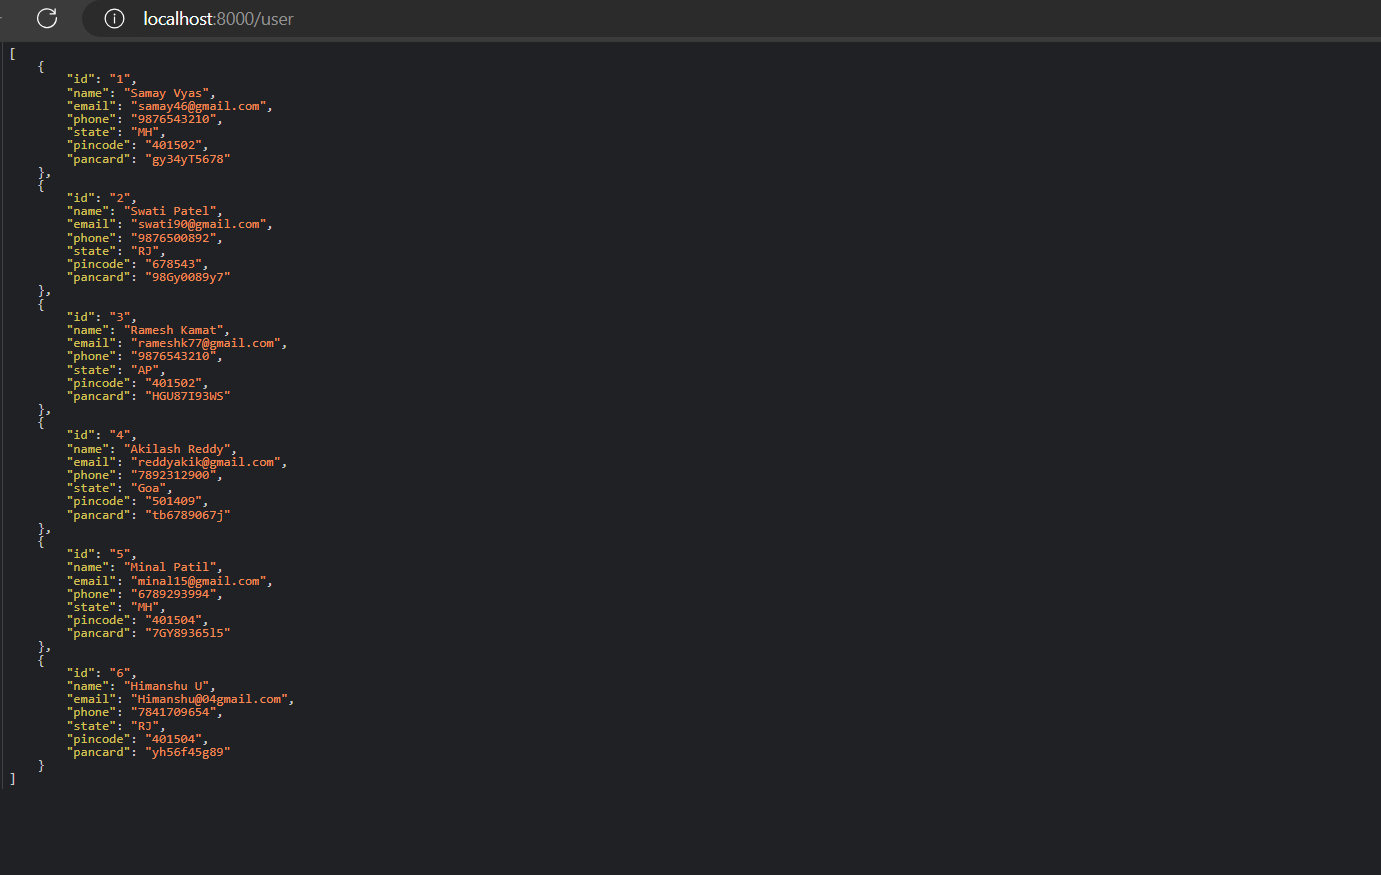 localhost:8000/user
[
{
"id": "1",
"name": "Samay Vyas",
"email": "samay46@gmail.com",
"phone": "9876543210",
"state": "MH",
"pincode": "401502",
"pancard": "gy34yT5678"
},
{
"id": "2",
"name": "Swati Patel",
"email": "swati90@gmail.com",
"phone": "9876500892",
"state": "RJ",
"pincode": "678543",
"pancard": "98Gy0089y7"
},
{
"id": "3",
"name": "Ramesh Kamat",
"email": "rameshk77@gmail.com",
"phone": "9876543210",
"state": "AP",
"pincode": "401502",
"pancard": "HGU87I93WS"
},
{
"id": "4",
"name": "Akilash Reddy",
"email": "reddyakik@gmail.com",
"phone": "7892312900",
"state": "Goa",
"pincode": "501409",
"pancard": "tb6789067j"
},
{
"id": "5",
"name": "Minal Patil",
"email": "minal15@gmail.com",
"phone": "6789293994",
"state": "MH",
"pincode": "401504",
"pancard": "7GY89365l5"
},
{
"id": "6",
"name": "Himanshu U",
"email": "Himanshu@04gmail.com",
"phone": "7841709654",
"state": "RJ",
"pincode": "401504",
"pancard": "yh56f45g89"
}
]